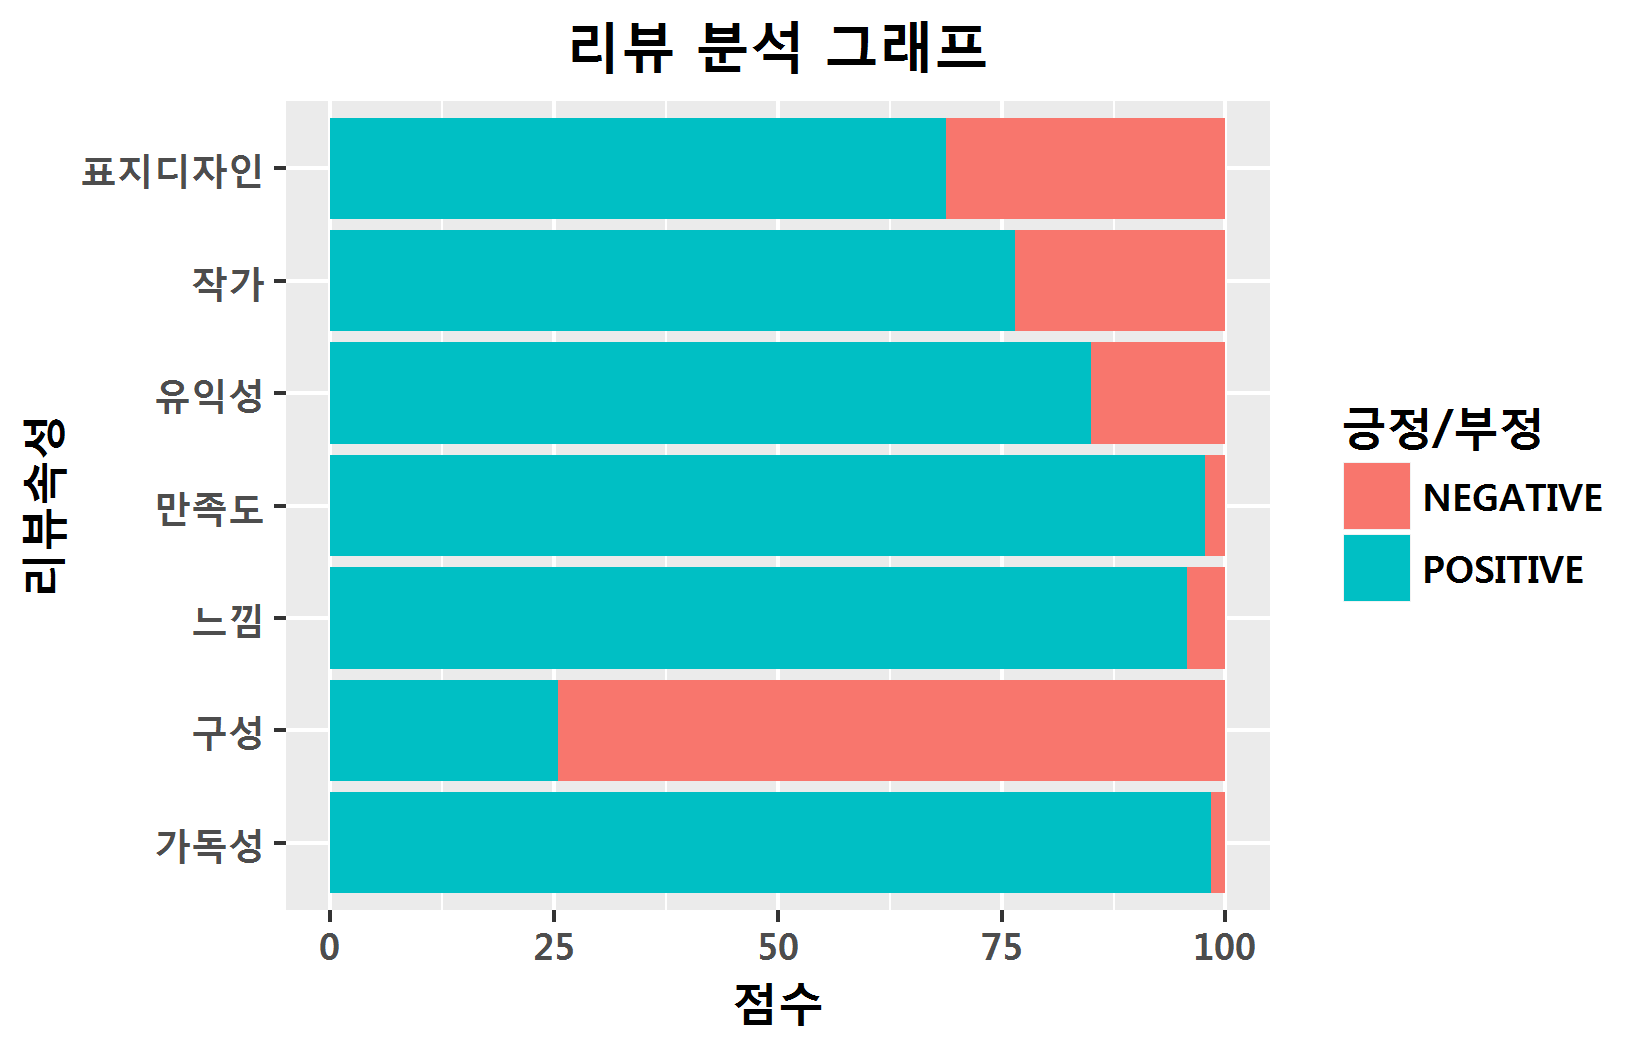 리뷰 분석 그래프
리뷰속성
표지디자인
작가
유익성
만족도
느낌
구성
가독성
0 25 50 75 100
점수
긍정/부정
NEGATIVE
POSITIVE